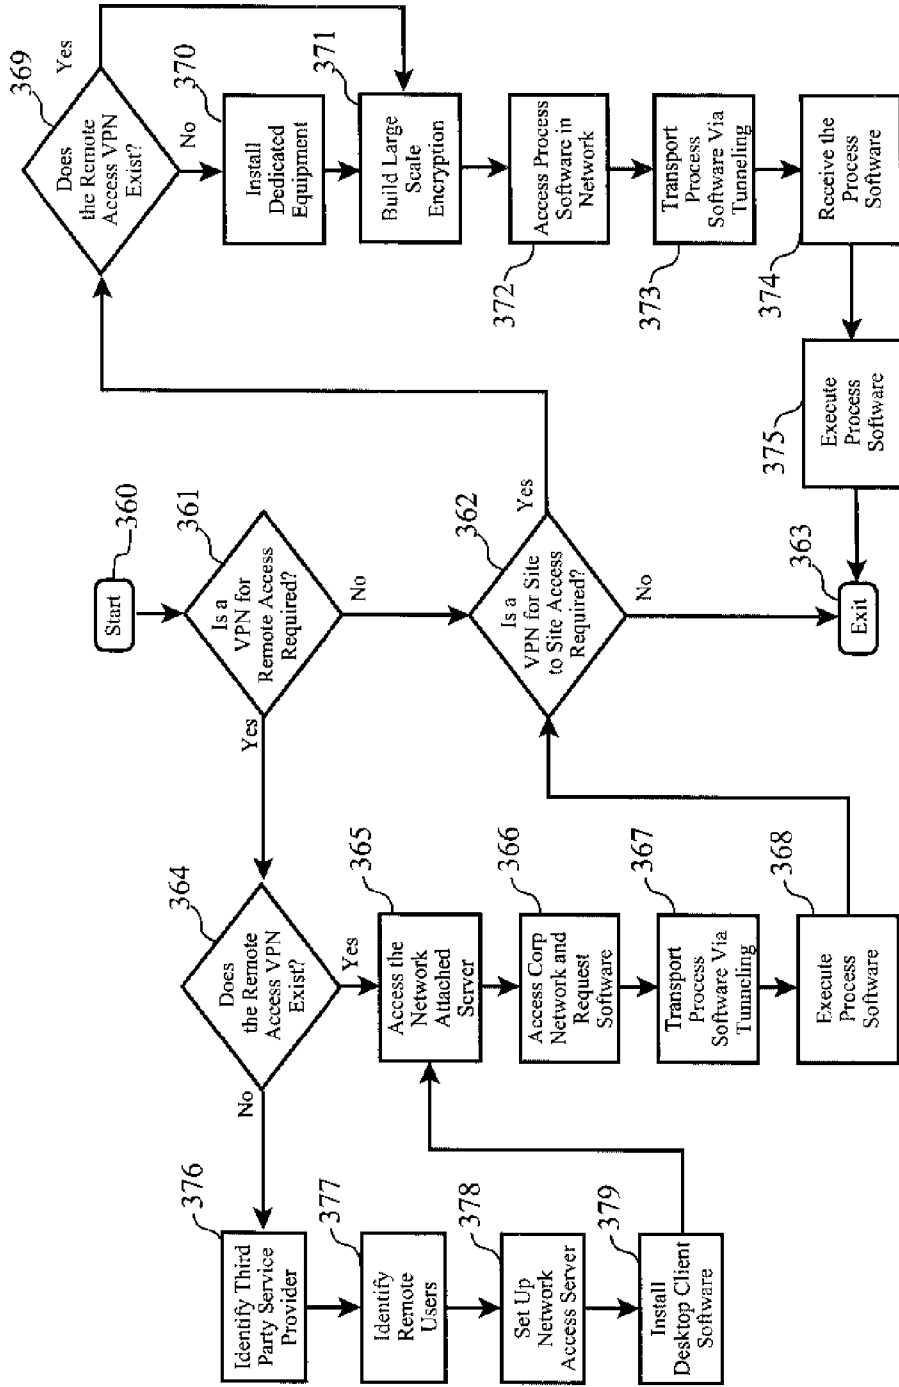 360
Start
361
Is a
VPN for
Remote Access
Required?
Yes
No
362
Is a
VPN for Site
to Site Access
Required?
Yes
No
363
Exit
364
Does
the Remote
Access VPN
Exist?
No
Yes
365
Access the
Network
Attached
Server
366
Access Corp
Network and
Request
Software
367
Transport
Process
Software Via
Tunneling
368
Execute
Process
Software
369
Does
the Remote
Access VPN
Exist?
Yes
No
370
Install
Dedicated
Equipment
371
Build Large
Scale
Encryption
372
Access Process
Software in
Network
373
Transport
Process
Software Via
Tunneling
374
Receive the
Process
Software
375
Execute
Process
Software
376
Identify Third
Party Service
Provider
377
Identify
Remote
Users
378
Set Up
Network
Access Server
379
Install
Desktop Client
Software